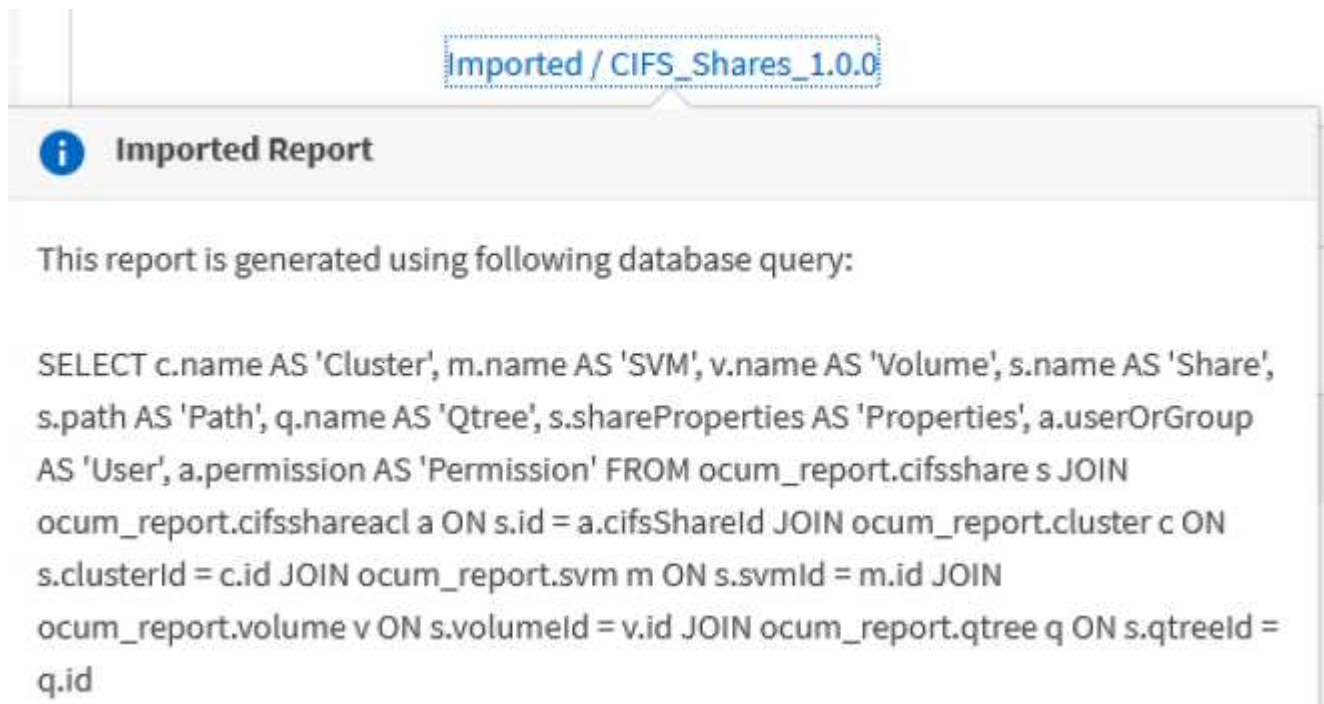 Imported / CIFS_Shares_1.0.0
Imported Report
This report is generated using following database query:
SELECT c.name AS 'Cluster', m.name AS 'SVM', v.name AS 'Volume', s.name AS 'Share',
s.path AS 'Path', q.name AS 'Qtree', s.shareProperties AS 'Properties', a.userOrGroup
AS 'User', a.permission AS 'Permission' FROM ocum_report.cifsshare s JOIN
ocum_report.cifsshareacl a ON s.id = a.cifsShareId JOIN ocum_report.cluster c ON
s.clusterId = c.id JOIN ocum_report.svm m ON s.svmId = m.id JOIN
ocum_report.volume v ON s.volumeId = v.id JOIN ocum_report.qtree q ON s.qtreeId =
q.id